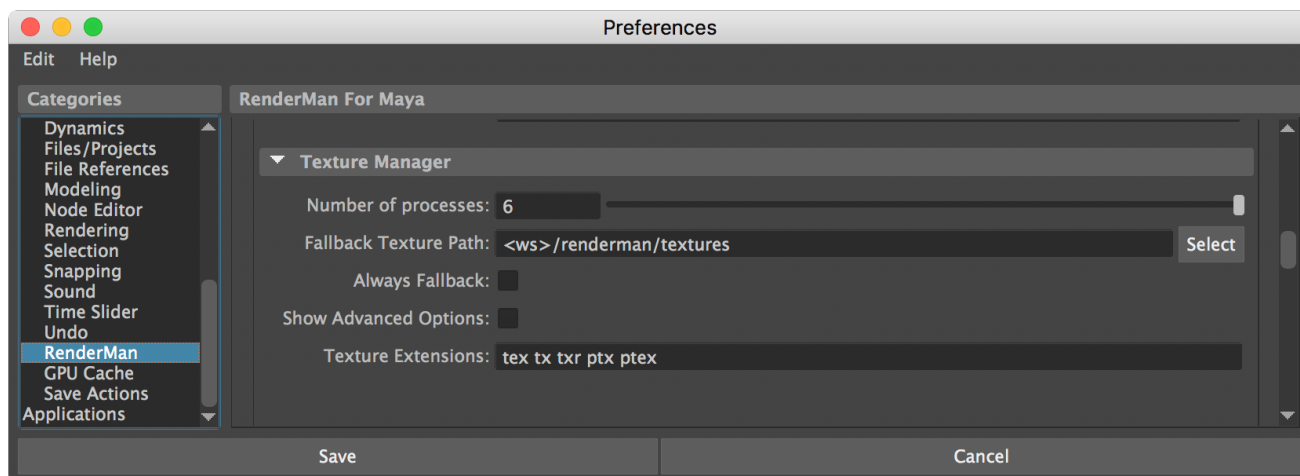 Preferences
Edit Help
Categories
RenderMan For Maya
Dynamics
Files/Projects
File References
Modeling
Node Editor
Rendering
Selection
Snapping
Sound
Time Slider
Undo
RenderMan
GPU Cache
Save Actions
Applications
Texture Manager
Number of processes: 6
Fallback Texture Path: <ws>/renderman/textures Select
Always Fallback:
Show Advanced Options:
Texture Extensions: tex tx txr ptx ptex
Save Cancel